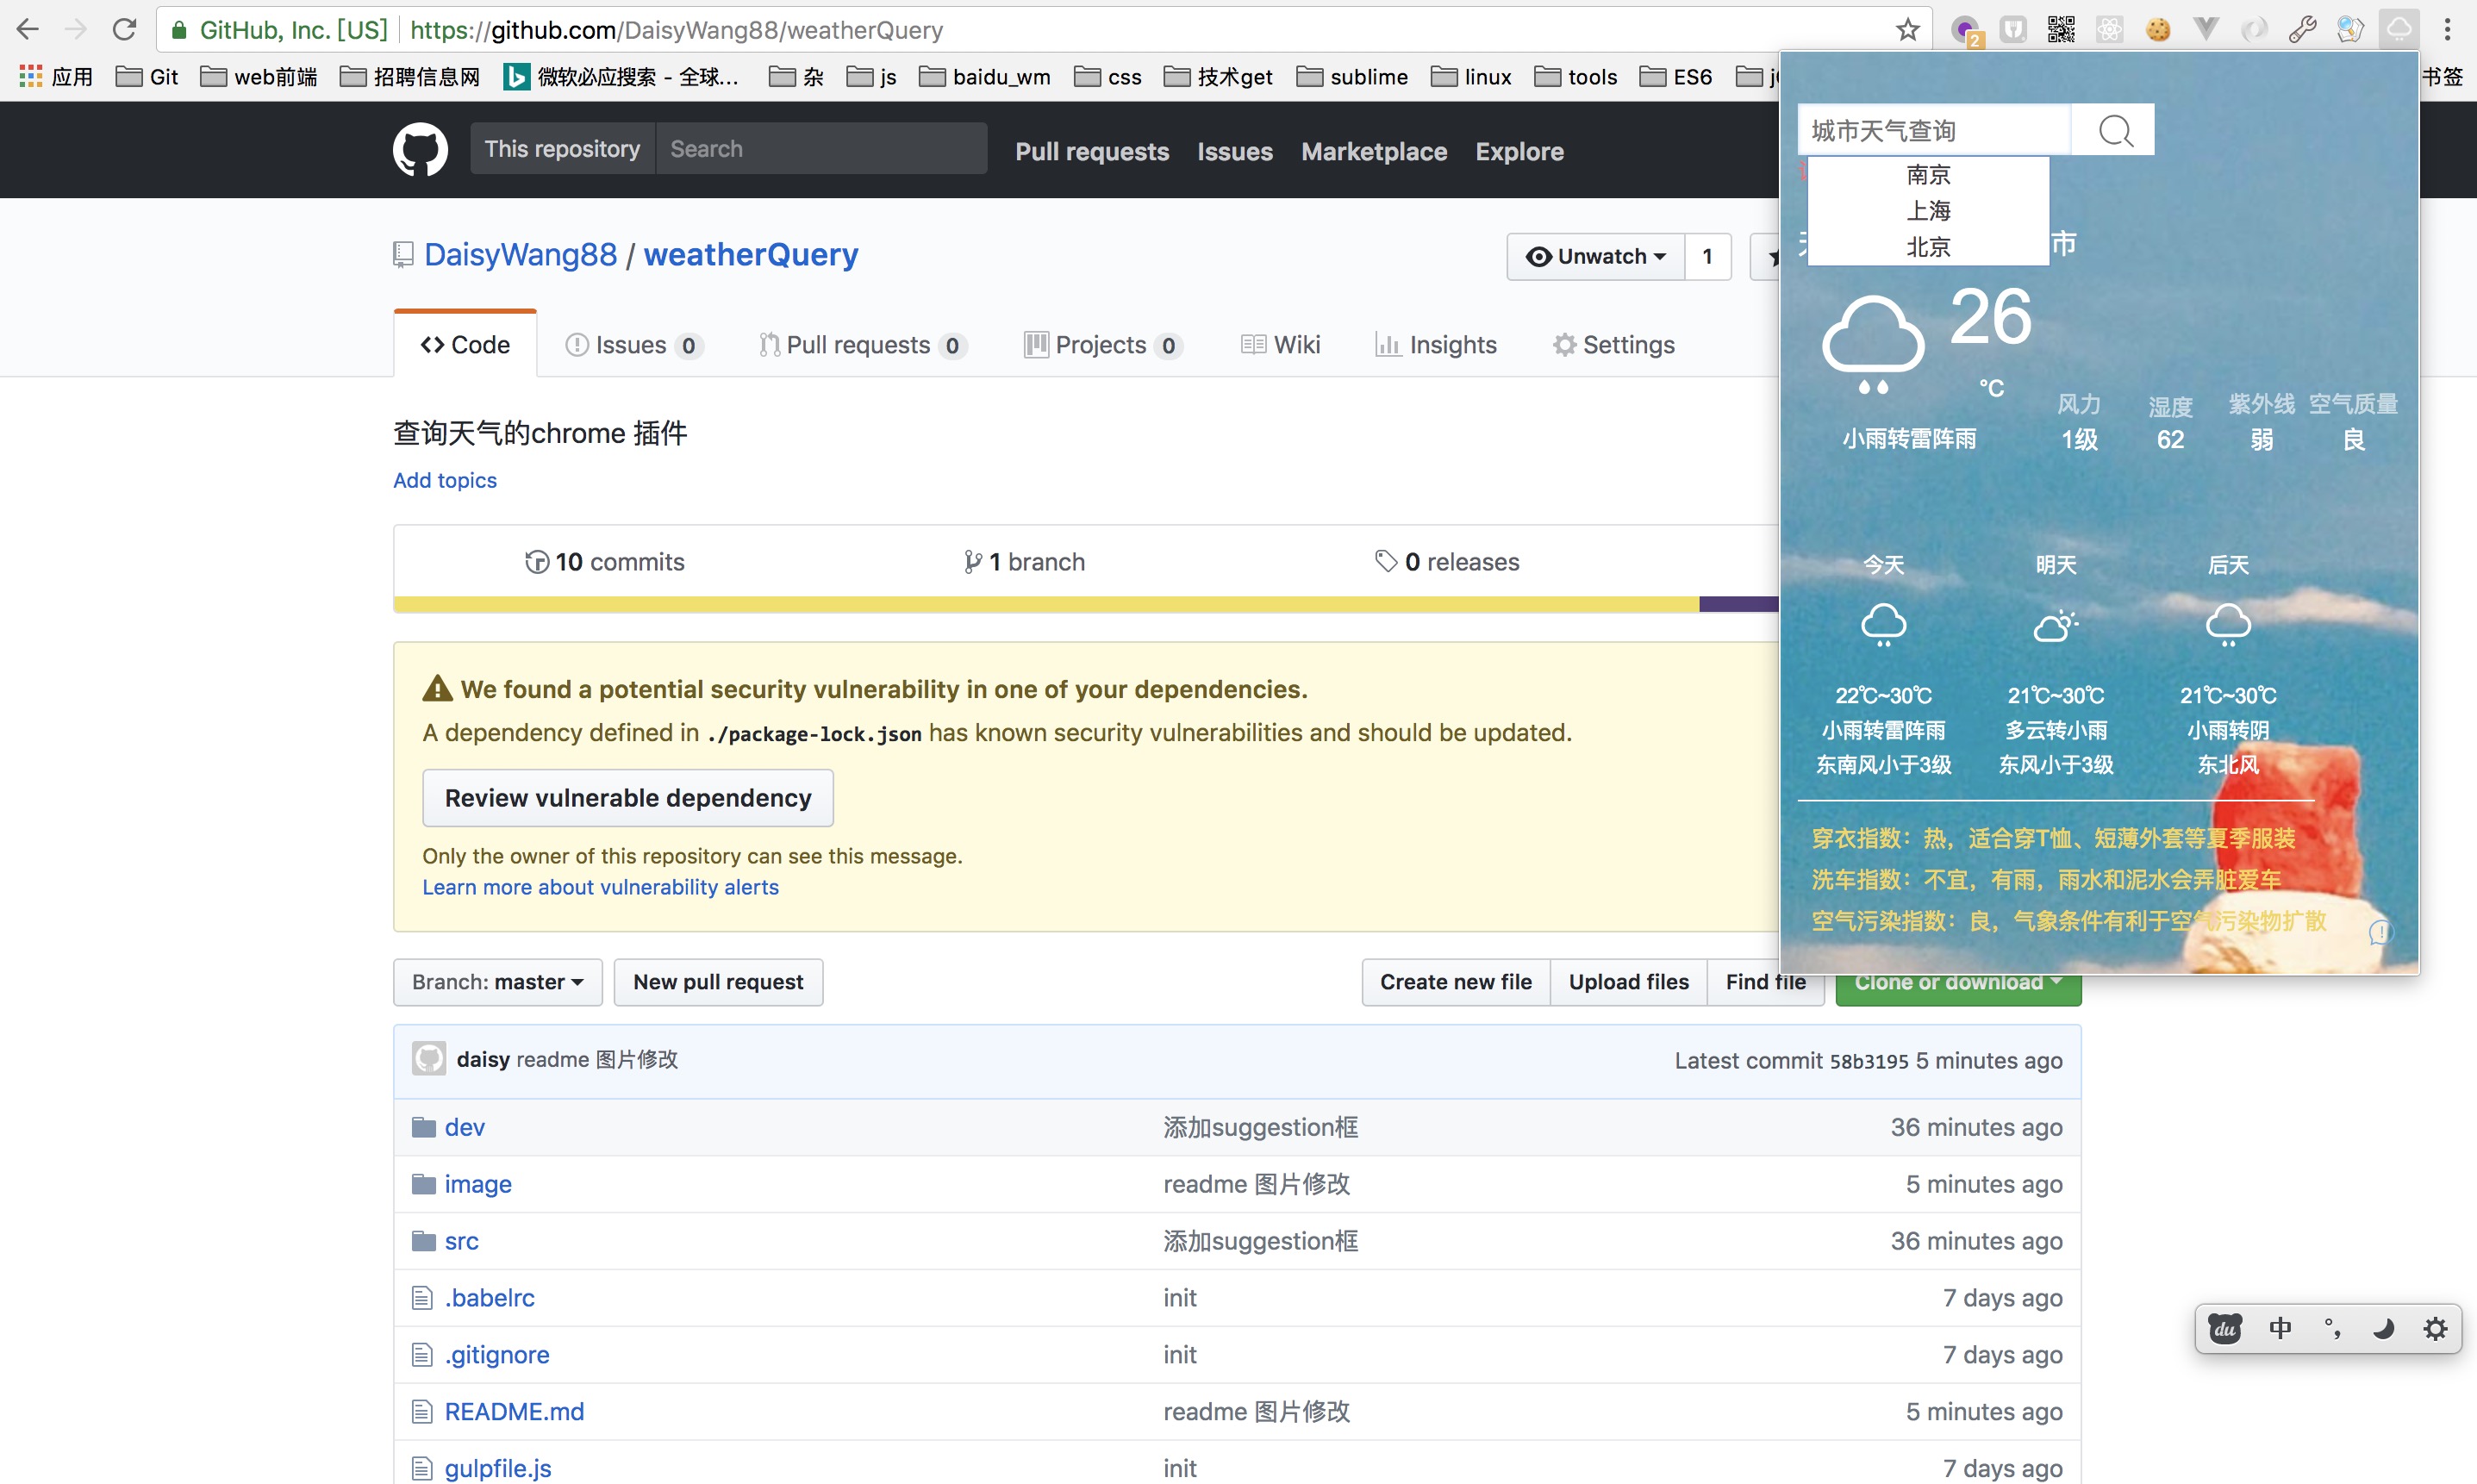 GitHub, Inc. [US] https://github.com/DaisyWang88/weatherQuery
2
应用 Git web前端 招聘信息网 微软必应搜索 - 全球... 杂 js baidu_wm css 技术get sublime linux tools ES6 书签
This repository Search Pull requests Issues Marketplace Explore
DaisyWang88 / weatherQuery
Unwatch 1
Code Issues 0 Pull requests 0 Projects 0 Wiki Insights Settings
查询天气的chrome 插件
Add topics
10 commits 1 branch 0 releases
We found a potential security vulnerability in one of your dependencies.
A dependency defined in ./package-lock.json has known security vulnerabilities and should be updated.
Review vulnerable dependency
Only the owner of this repository can see this message.
Learn more about vulnerability alerts
Branch: master New pull request Create new file Upload files Find file Clone or download
daisy readme 图片修改 Latest commit 58b3195 5 minutes ago
dev 添加suggestion框 36 minutes ago
image readme 图片修改 5 minutes ago
src 添加suggestion框 36 minutes ago
.babelrc init 7 days ago
.gitignore init 7 days ago
README.md readme 图片修改 5 minutes ago
gulpfile.js init 7 days ago
城市天气查询
南京
上海
北京
市
26
℃
小雨转雷阵雨
风力 湿度 紫外线 空气质量
1级 62 弱 良
今天 明天 后天
22℃~30℃ 21℃~30℃ 21℃~30℃
小雨转雷阵雨 多云转小雨 小雨转阴
东南风小于3级 东风小于3级 东北风
穿衣指数：热，适合穿T恤、短薄外套等夏季服装
洗车指数：不宜，有雨，雨水和泥水会弄脏爱车
空气污染指数：良，气象条件有利于空气污染物扩散
du 中 °,